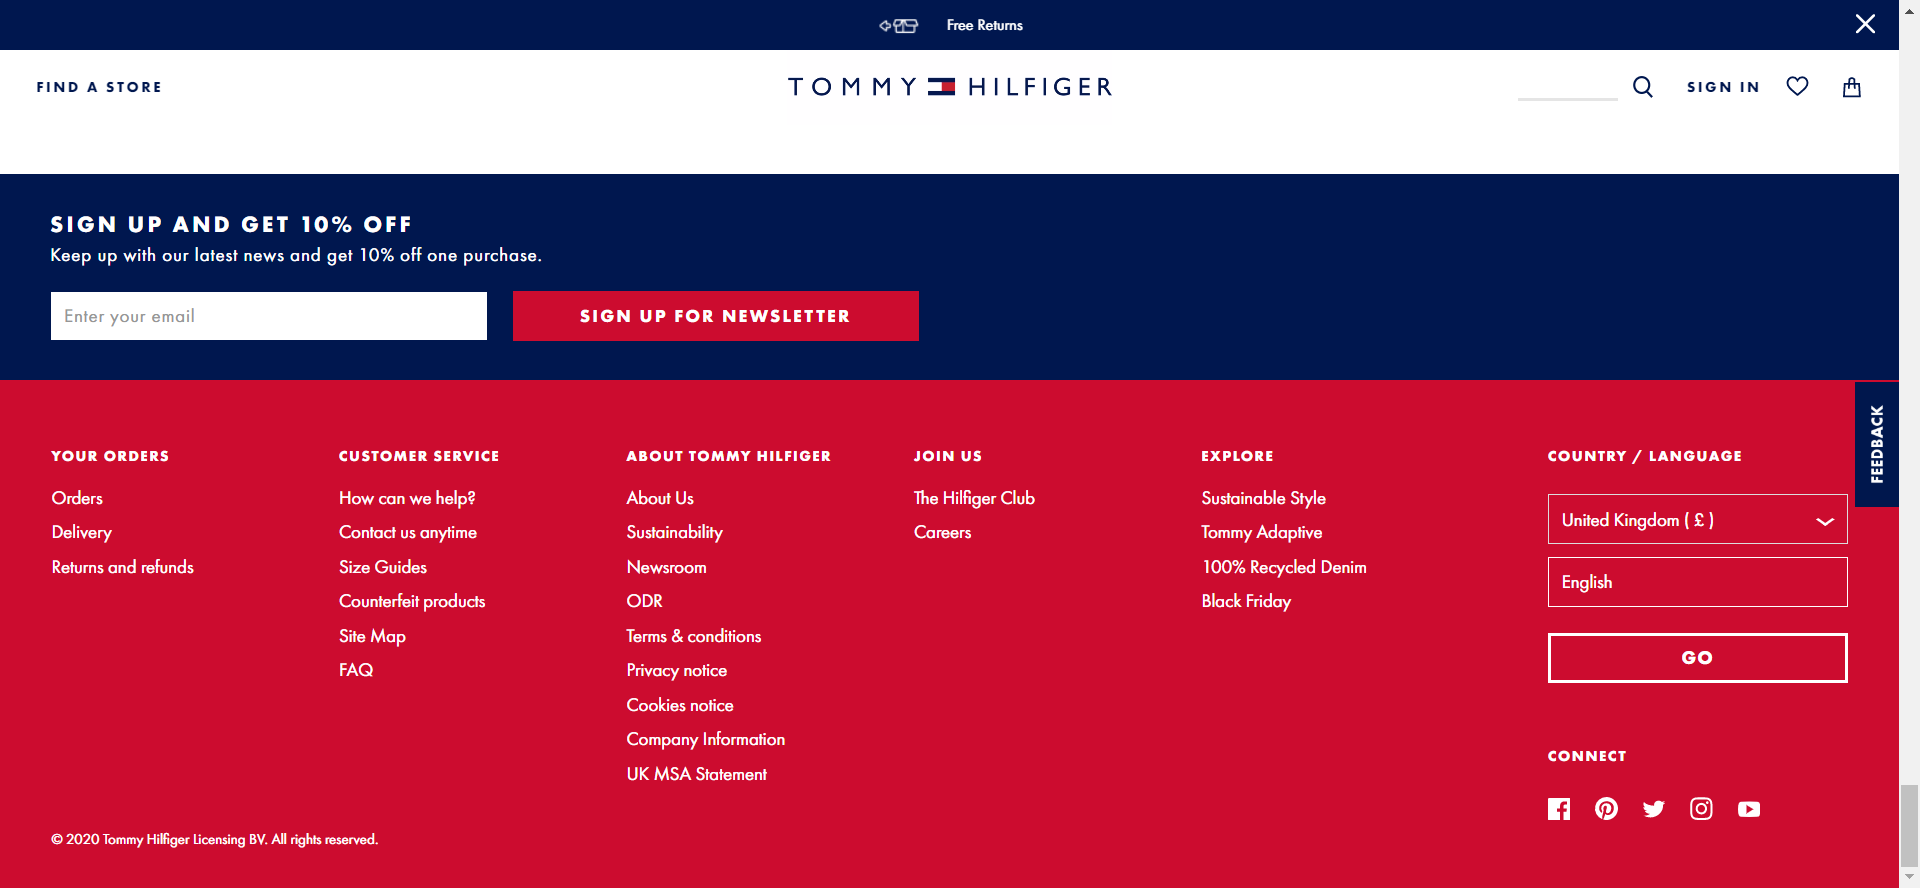 Free Returns
FIND A STORE
TOMMY HILFIGER
SIGN IN
SIGN UP AND GET 10% OFF
Keep up with our latest news and get 10% off one purchase.
Enter your email
SIGN UP FOR NEWSLETTER
FEEDBACK
YOUR ORDERS
Orders
Delivery
Returns and refunds
CUSTOMER SERVICE
How can we help?
Contact us anytime
Size Guides
Counterfeit products
Site Map
FAQ
ABOUT TOMMY HILFIGER
About Us
Sustainability
Newsroom
ODR
Terms & conditions
Privacy notice
Cookies notice
Company Information
UK MSA Statement
JOIN US
The Hilfiger Club
Careers
EXPLORE
Sustainable Style
Tommy Adaptive
100% Recycled Denim
Black Friday
COUNTRY / LANGUAGE
United Kingdom ( £ )
English
GO
CONNECT
© 2020 Tommy Hilfiger Licensing BV. All rights reserved.